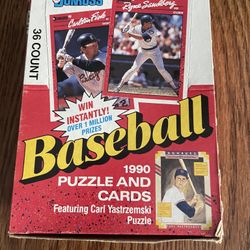 DONRUSS
36 COUNT
Carlton Fisk
Ryne Sandberg
WIN
INSTANTLY!
OVER 1 MILLION
PRIZES
Baseball
1990
PUZZLE AND
CARDS
Featuring Carl Yastrzemski
Puzzle